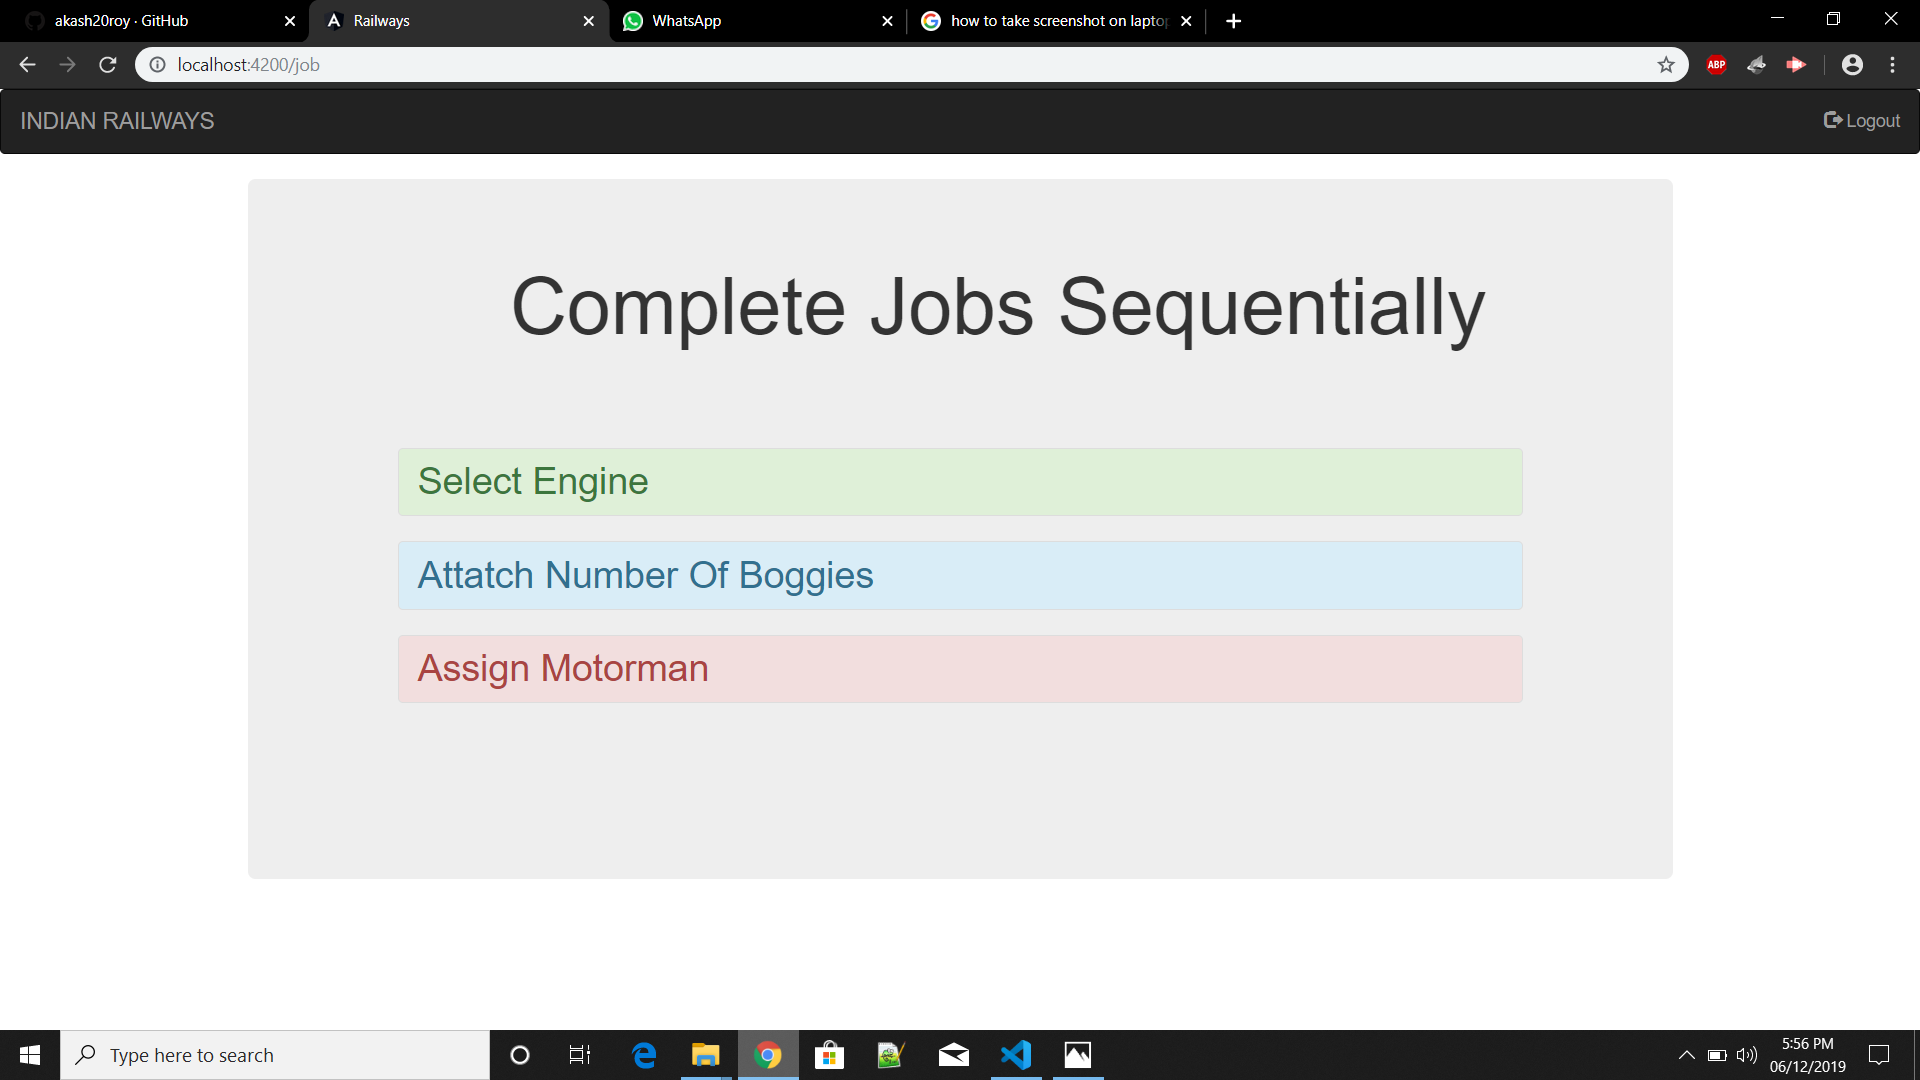 akash20roy · GitHub
Railways
WhatsApp
how to take screenshot on laptop
localhost:4200/job
ABP
INDIAN RAILWAYS
Logout
Complete Jobs Sequentially
Select Engine
Attatch Number Of Boggies
Assign Motorman
Type here to search
5:56 PM
06/12/2019